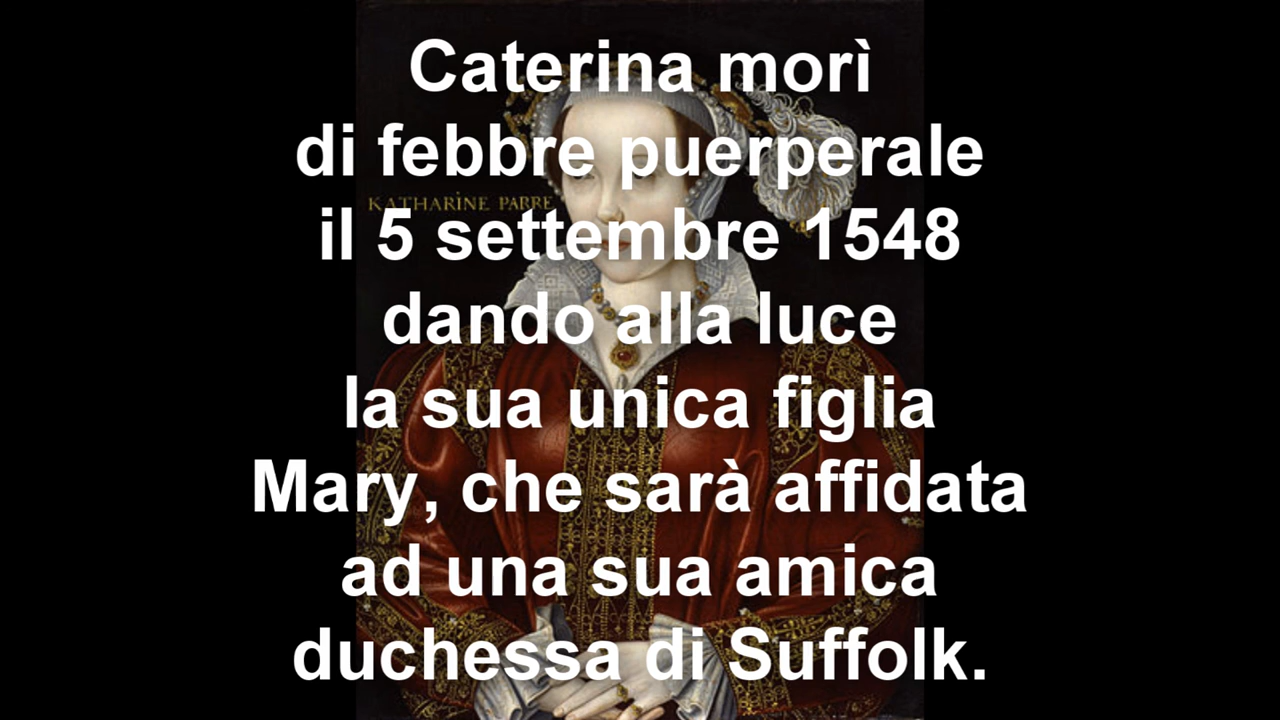 Caterina morì
di febbre puerperale
KATHARINE PARRE
il 5 settembre 1548
dando alla luce
la sua unica figlia
Mary, che sarà affidata
ad una sua amica
duchessa di Suffolk.